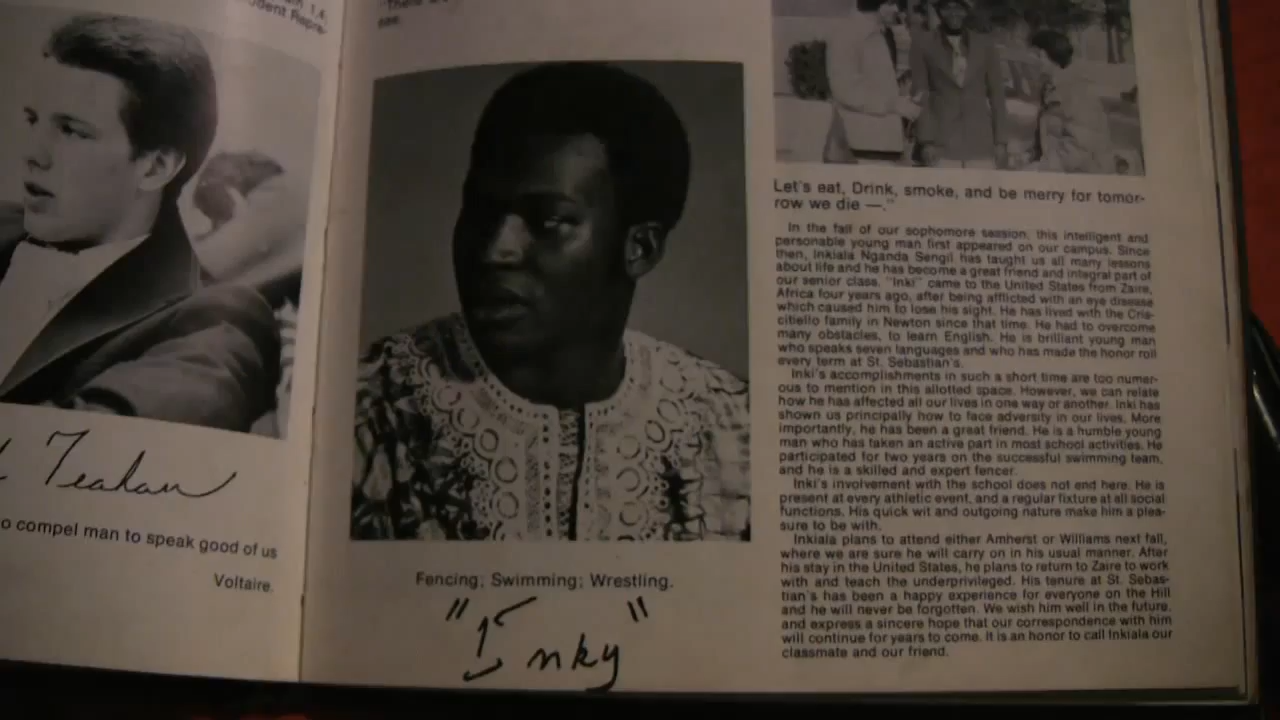 1.4.
dent Repre-
Teahan
o compel man to speak good of us
Voltaire.
"There
see.
Fencing; Swimming; Wrestling.
"Inky"
Let's eat, Drink, smoke, and be merry for tomor-
row we die —."
In the fall of our sophomore session, this intelligent and
personable young man first appeared on our campus. Since
then, Inkiala Nganda Sengil has taught us all many lessons
about life and he has become a great friend and integral part of
our senior class. "Inki" came to the United States from Zaire,
Africa four years ago, after being afflicted with an eye disease
which caused him to lose his sight. He has lived with the Cris-
citiello family in Newton since that time. He had to overcome
many obstacles, to learn English. He is brilliant young man
who speaks seven languages and who has made the honor roll
every term at St. Sebastian's.
Inki's accomplishments in such a short time are too numer-
ous to mention in this allotted space. However, we can relate
how he has affected all our lives in one way or another. Inki has
shown us principally how to face adversity in our lives. More
importantly, he has been a great friend. He is a humble young
man who has taken an active part in most school activities. He
participated for two years on the successful swimming team,
and he is a skilled and expert fencer.
Inki's involvement with the school does not end here. He is
present at every athletic event, and a regular fixture at all social
functions. His quick wit and outgoing nature make him a plea-
sure to be with.
Inkiala plans to attend either Amherst or Williams next fall,
where we are sure he will carry on in his usual manner. After
his stay in the United States, he plans to return to Zaire to work
with and teach the underprivileged. His tenure at St. Sebas-
tian's has been a happy experience for everyone on the Hill
and he will never be forgotten. We wish him well in the future,
and express a sincere hope that our correspondence with him
will continue for years to come. It is an honor to call Inkiala our
classmate and our friend.